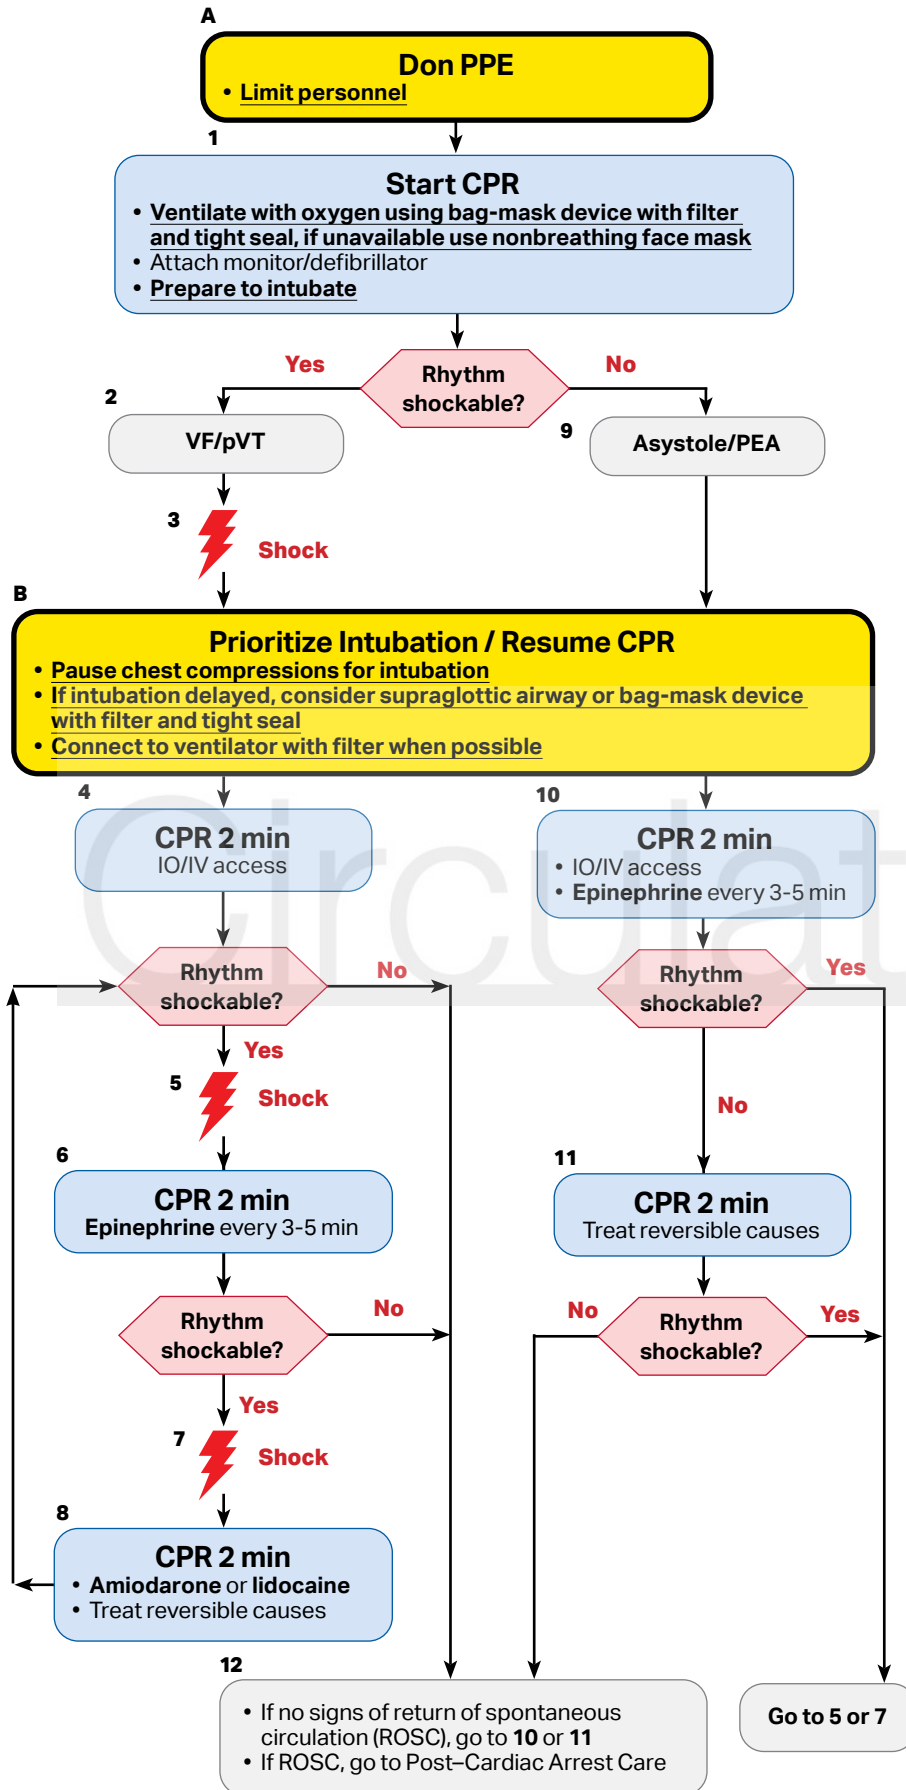 A
Don PPE
• Limit personnel
1
Start CPR
• Ventilate with oxygen using bag-mask device with filter
and tight seal, if unavailable use nonbreathing face mask
• Attach monitor/defibrillator
• Prepare to intubate
Yes
Rhythm
shockable?
No
2
VF/pVT
9
Asystole/PEA
3
Shock
B
Prioritize Intubation / Resume CPR
• Pause chest compressions for intubation
• If intubation delayed, consider supraglottic airway or bag-mask device
with filter and tight seal
• Connect to ventilator with filter when possible
4
CPR 2 min
IO/IV access
10
CPR 2 min
• IO/IV access
• Epinephrine every 3-5 min
Circulat
Rhythm
shockable?
No
Rhythm
shockable?
Yes
Yes
5
Shock
No
6
CPR 2 min
Epinephrine every 3-5 min
11
CPR 2 min
Treat reversible causes
Rhythm
shockable?
No
No
Rhythm
shockable?
Yes
Yes
7
Shock
8
CPR 2 min
• Amiodarone or lidocaine
• Treat reversible causes
12
• If no signs of return of spontaneous
circulation (ROSC), go to 10 or 11
• If ROSC, go to Post–Cardiac Arrest Care
Go to 5 or 7